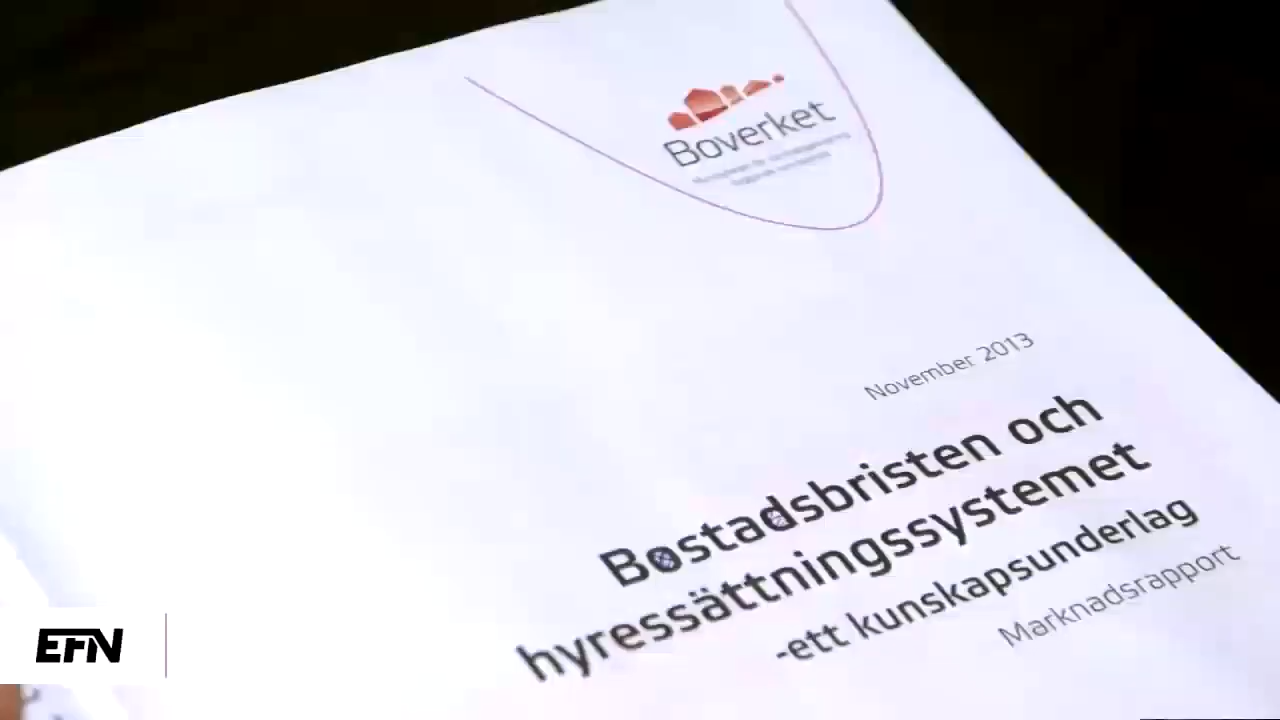 Boverket
November 2013
Bostadsbristen och
hyressättningssystemet
-ett kunskapsunderlag
Marknadsrapport
EFN